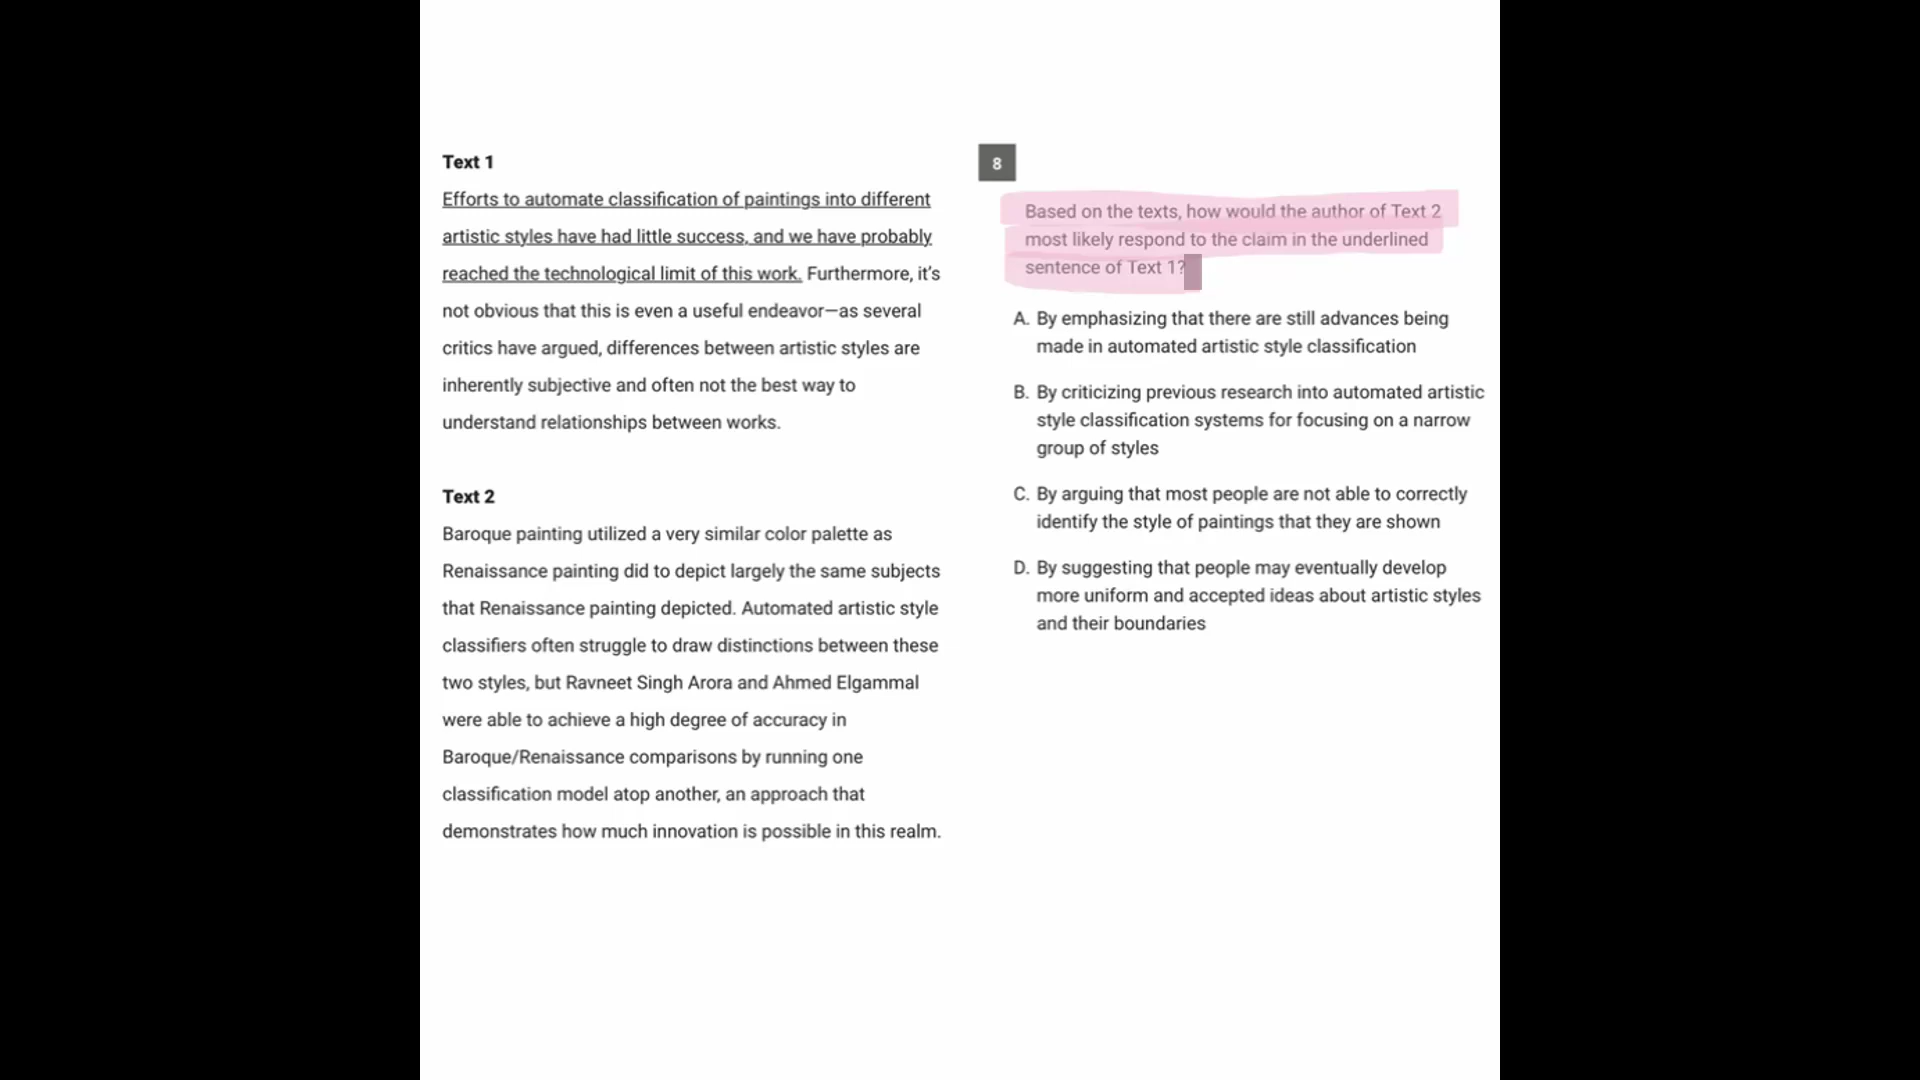 Text 1
Efforts to automate classification of paintings into different
artistic styles have had little success, and we have probably
reached the technological limit of this work. Furthermore, it's
not obvious that this is even a useful endeavor—as several
critics have argued, differences between artistic styles are
inherently subjective and often not the best way to
understand relationships between works.
Text 2
Baroque painting utilized a very similar color palette as
Renaissance painting did to depict largely the same subjects
that Renaissance painting depicted. Automated artistic style
classifiers often struggle to draw distinctions between these
two styles, but Ravneet Singh Arora and Ahmed Elgammal
were able to achieve a high degree of accuracy in
Baroque/Renaissance comparisons by running one
classification model atop another, an approach that
demonstrates how much innovation is possible in this realm.
8
Based on the texts, how would the author of Text 2
most likely respond to the claim in the underlined
sentence of Text 1?
A. By emphasizing that there are still advances being
made in automated artistic style classification
B. By criticizing previous research into automated artistic
style classification systems for focusing on a narrow
group of styles
C. By arguing that most people are not able to correctly
identify the style of paintings that they are shown
D. By suggesting that people may eventually develop
more uniform and accepted ideas about artistic styles
and their boundaries